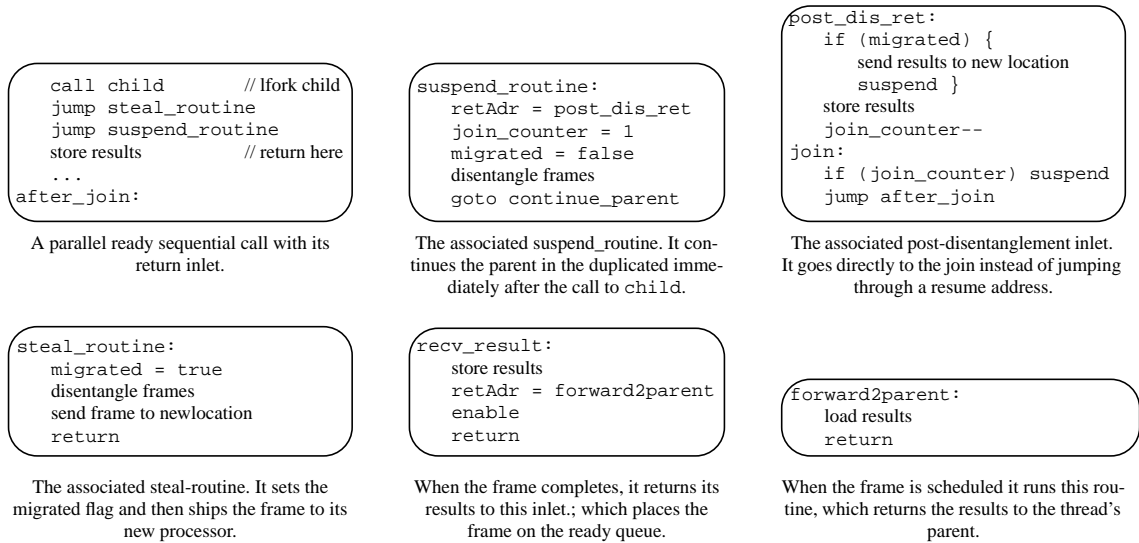 call child // lfork child
jump steal_routine
jump suspend_routine
store results // return here
...
after_join:
A parallel ready sequential call with its
return inlet.
suspend_routine:
retAdr = post_dis_ret
join_counter = 1
migrated = false
disentangle frames
goto continue_parent
The associated suspend_routine. It con-
tinues the parent in the duplicated imme-
diately after the call to child.
post_dis_ret:
if (migrated) {
send results to new location
suspend }
store results
join_counter--
join:
if (join_counter) suspend
jump after_join
The associated post-disentanglement inlet.
It goes directly to the join instead of jumping
through a resume address.
steal_routine:
migrated = true
disentangle frames
send frame to newlocation
return
The associated steal-routine. It sets the
migrated flag and then ships the frame to its
new processor.
recv_result:
store results
retAdr = forward2parent
enable
return
When the frame completes, it returns its
results to this inlet.; which places the
frame on the ready queue.
forward2parent:
load results
return
When the frame is scheduled it runs this rou-
tine, which returns the results to the thread's
parent.